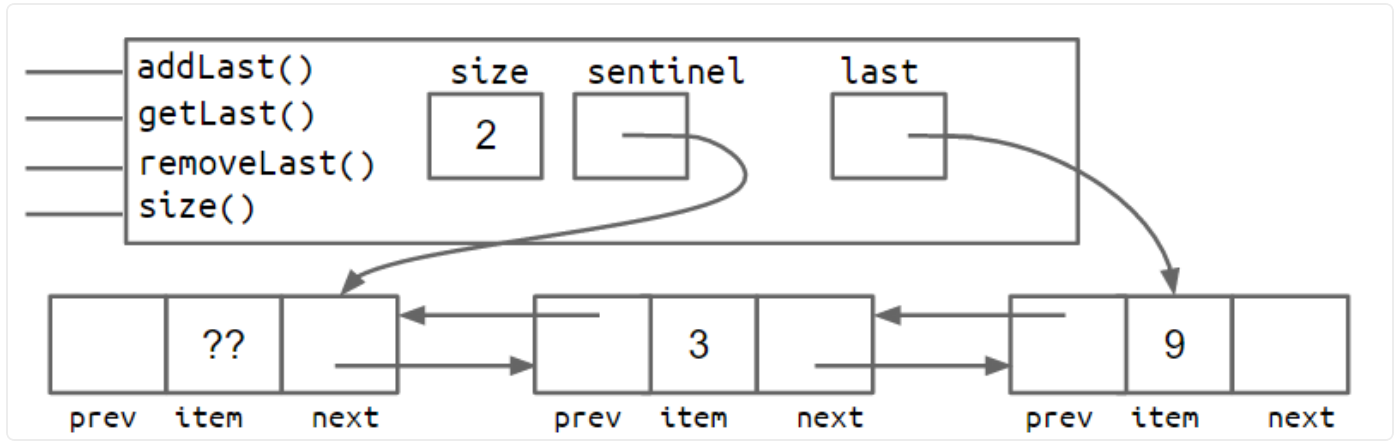 addLast()
getLast()
removeLast()
size()
size
sentinel
last
2
??
3
9
prev item next
prev item next
prev item next